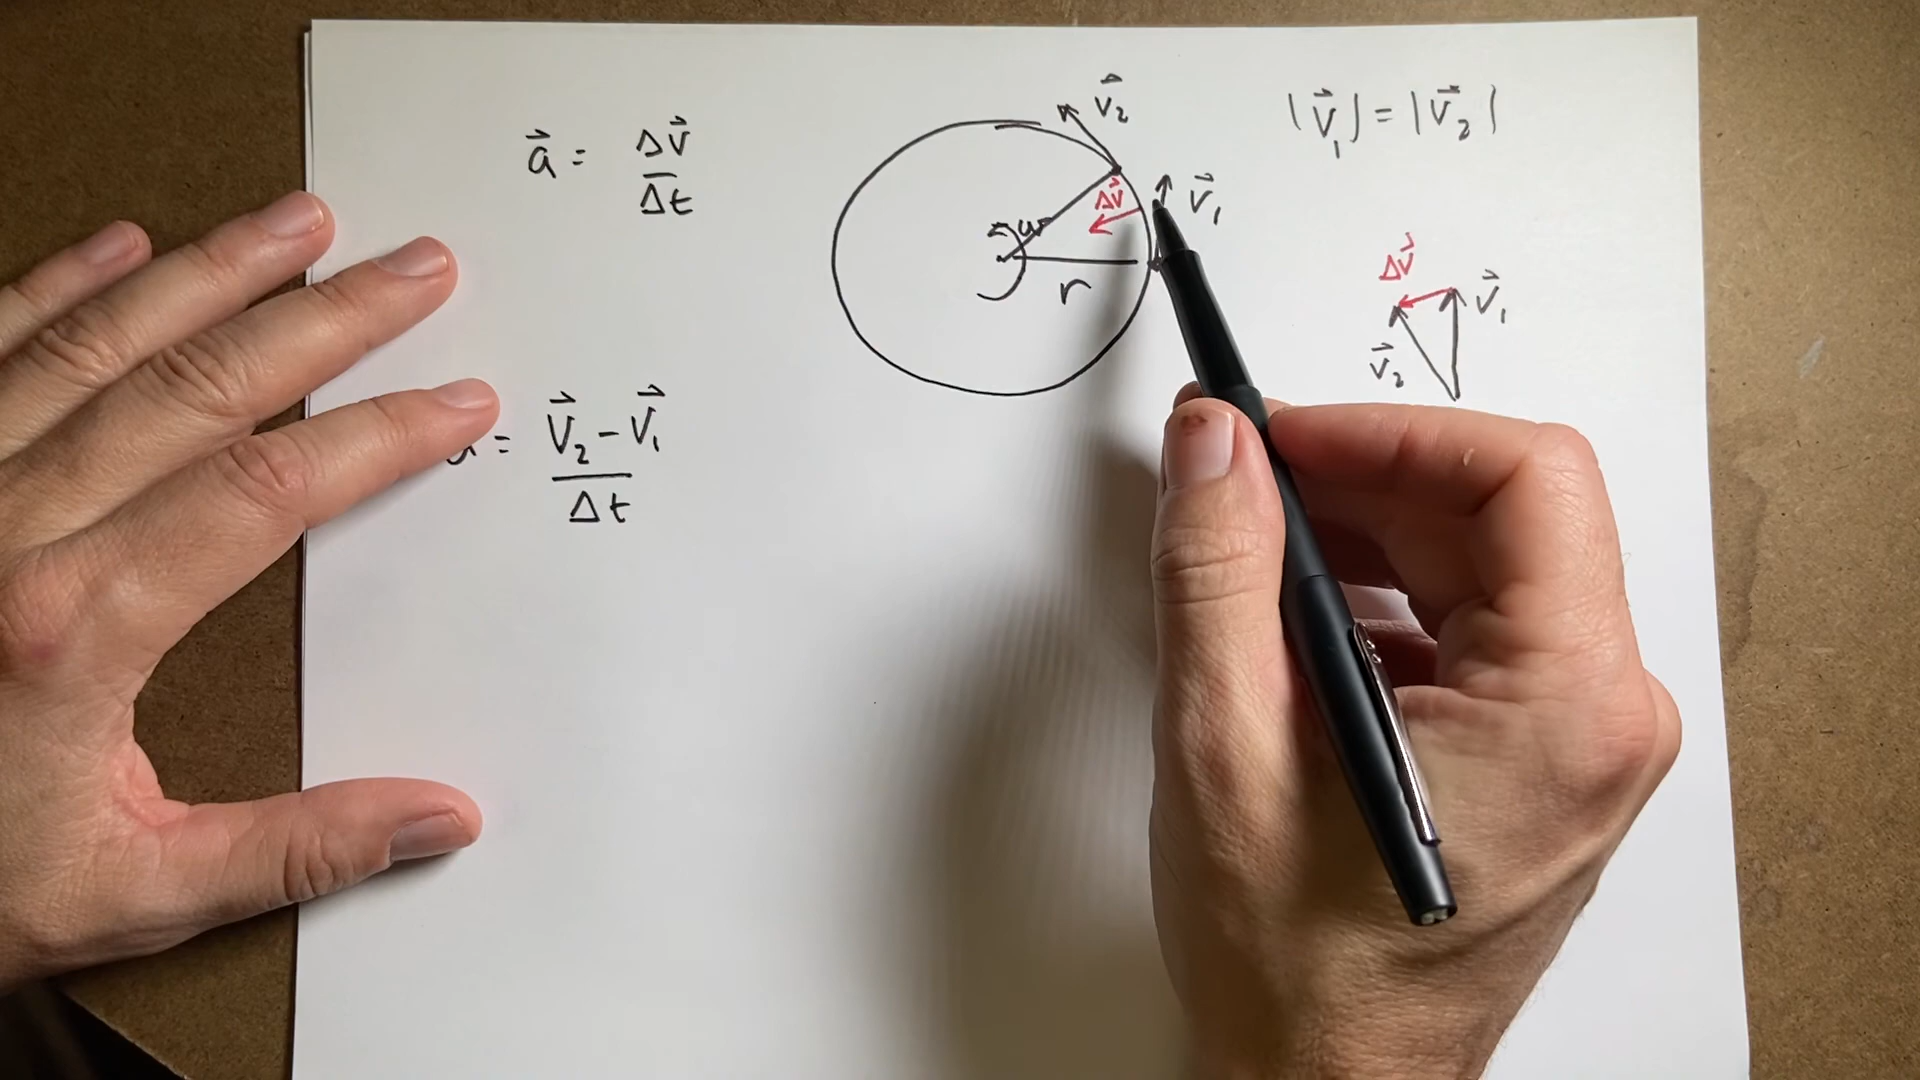 a⃗ = Δv⃗ / Δt
v⃗₂
|v⃗₁| = |v⃗₂|
Δv⃗
v⃗₁
ω
r
Δv⃗
v⃗₁
v⃗₂
= v⃗₂ - v⃗₁ / Δt